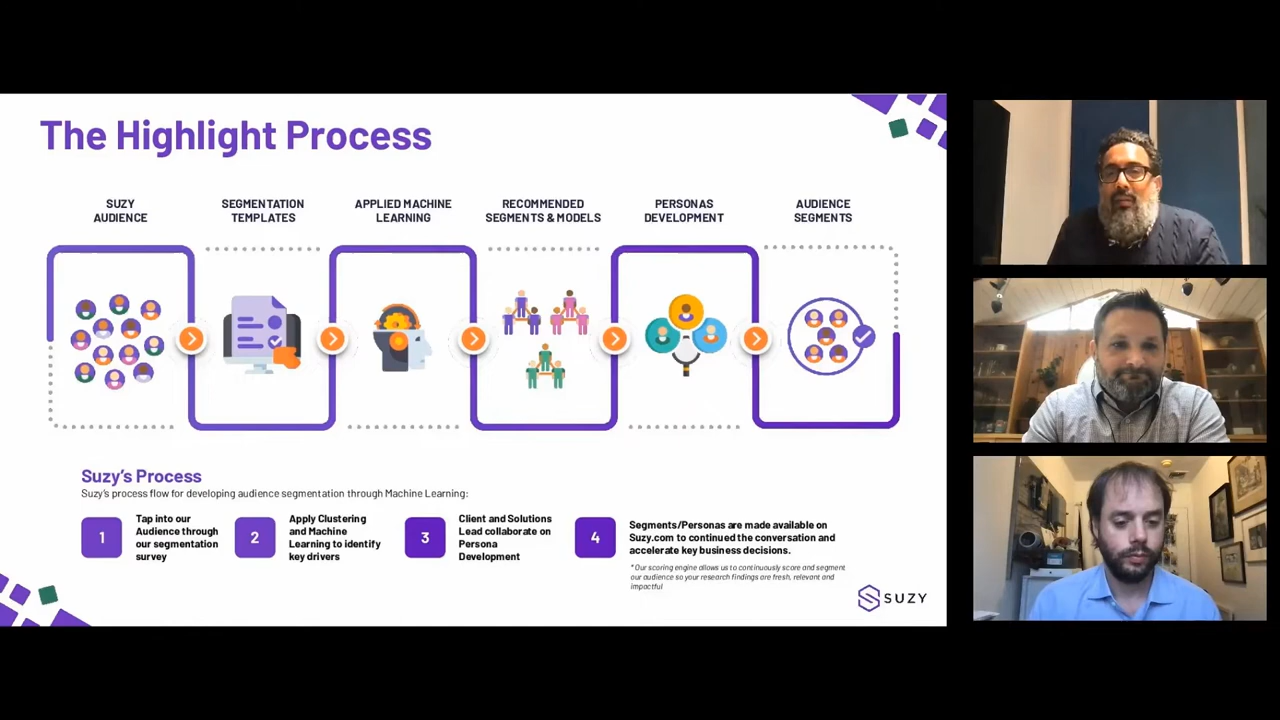 The Highlight Process
SUZY
AUDIENCE
SEGMENTATION
TEMPLATES
APPLIED MACHINE
LEARNING
RECOMMENDED
SEGMENTS & MODELS
PERSONAS
DEVELOPMENT
AUDIENCE
SEGMENTS
Suzy's Process
Suzy's process flow for developing audience segmentation through Machine Learning:
1
Tap into our
Audience through
our segmentation
survey
2
Apply Clustering
and Machine
Learning to identify
key drivers
3
Client and Solutions
Lead collaborate on
Persona
Development
4
Segments/Personas are made available on
Suzy.com to continued the conversation and
accelerate key business decisions.
* Our scoring engine allows us to continuously score and segment
our audience so your research findings are fresh, relevant and
impactful
SUZY